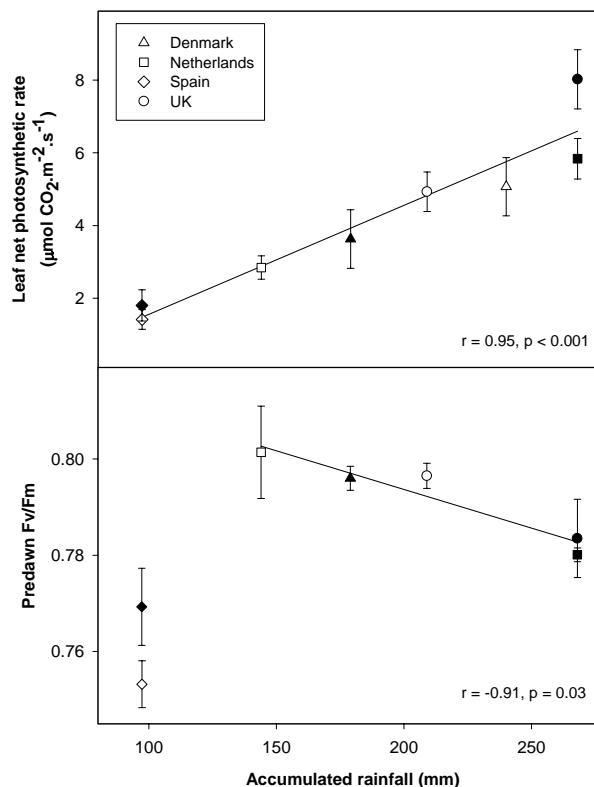 Denmark
Netherlands
Spain
UK
Leaf net photosynthetic rate
(μmol CO2.m-2.s-1)
8
6
4
2
r = 0.95, p < 0.001
Predawn Fv/Fm
0.80
0.78
0.76
r = -0.91, p = 0.03
100 150 200 250
Accumulated rainfall (mm)